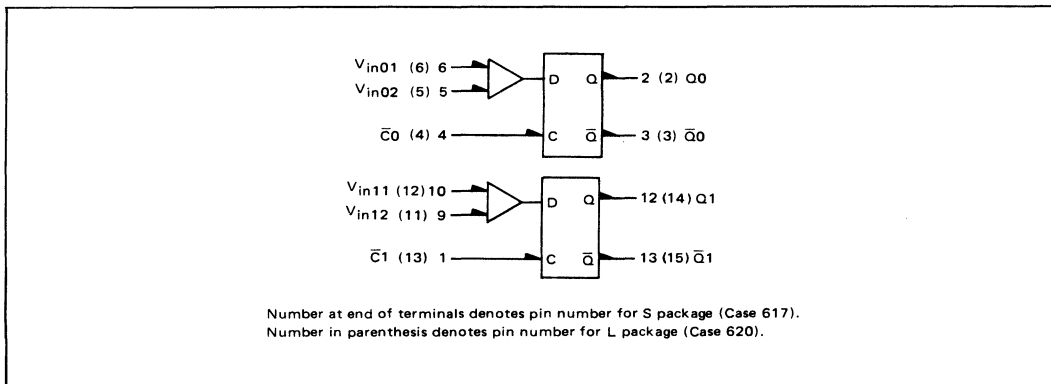 Vin01 (6) 6
Vin02 (5) 5
D Q
2 (2) Q0
C̅0 (4) 4
C Q̅
3 (3) Q̅0
Vin11 (12) 10
Vin12 (11) 9
D Q
12 (14) Q1
C̅1 (13) 1
C Q̅
13 (15) Q̅1
Number at end of terminals denotes pin number for S package (Case 617).
Number in parenthesis denotes pin number for L package (Case 620).